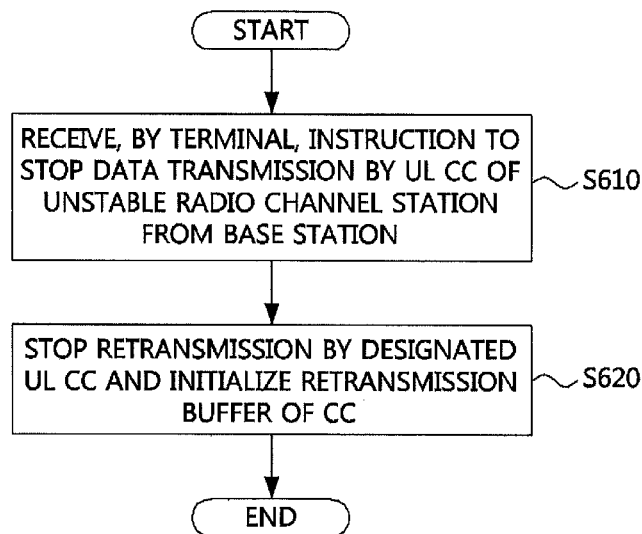 START
RECEIVE, BY TERMINAL, INSTRUCTION TO
STOP DATA TRANSMISSION BY UL CC OF
UNSTABLE RADIO CHANNEL STATION
FROM BASE STATION
S610
STOP RETRANSMISSION BY DESIGNATED
UL CC AND INITIALIZE RETRANSMISSION
BUFFER OF CC
S620
END